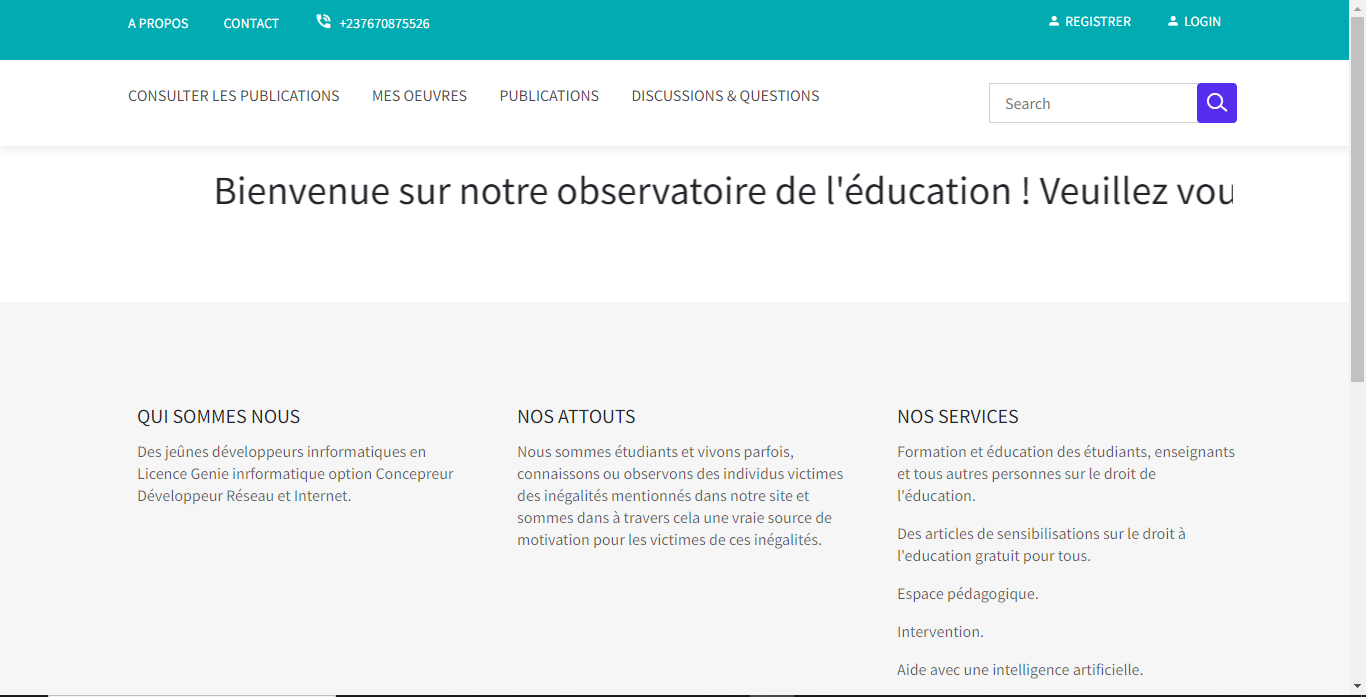 A PROPOS CONTACT +237670875526 REGISTRER LOGIN
CONSULTER LES PUBLICATIONS MES OEUVRES PUBLICATIONS DISCUSSIONS & QUESTIONS Search
Bienvenue sur notre observatoire de l'éducation ! Veuillez vou
QUI SOMMES NOUS
Des jeûnes développeurs inrformatiques en
Licence Genie inrformatique option Concepreur
Développeur Réseau et Internet.
NOS ATTOUTS
Nous sommes étudiants et vivons parfois,
connaissons ou observons des individus victimes
des inégalités mentionnés dans notre site et
sommes dans à travers cela une vraie source de
motivation pour les victimes de ces inégalités.
NOS SERVICES
Formation et éducation des étudiants, enseignants
et tous autres personnes sur le droit de
l'éducation.
Des articles de sensibilisations sur le droit à
l'education gratuit pour tous.
Espace pédagogique.
Intervention.
Aide avec une intelligence artificielle.